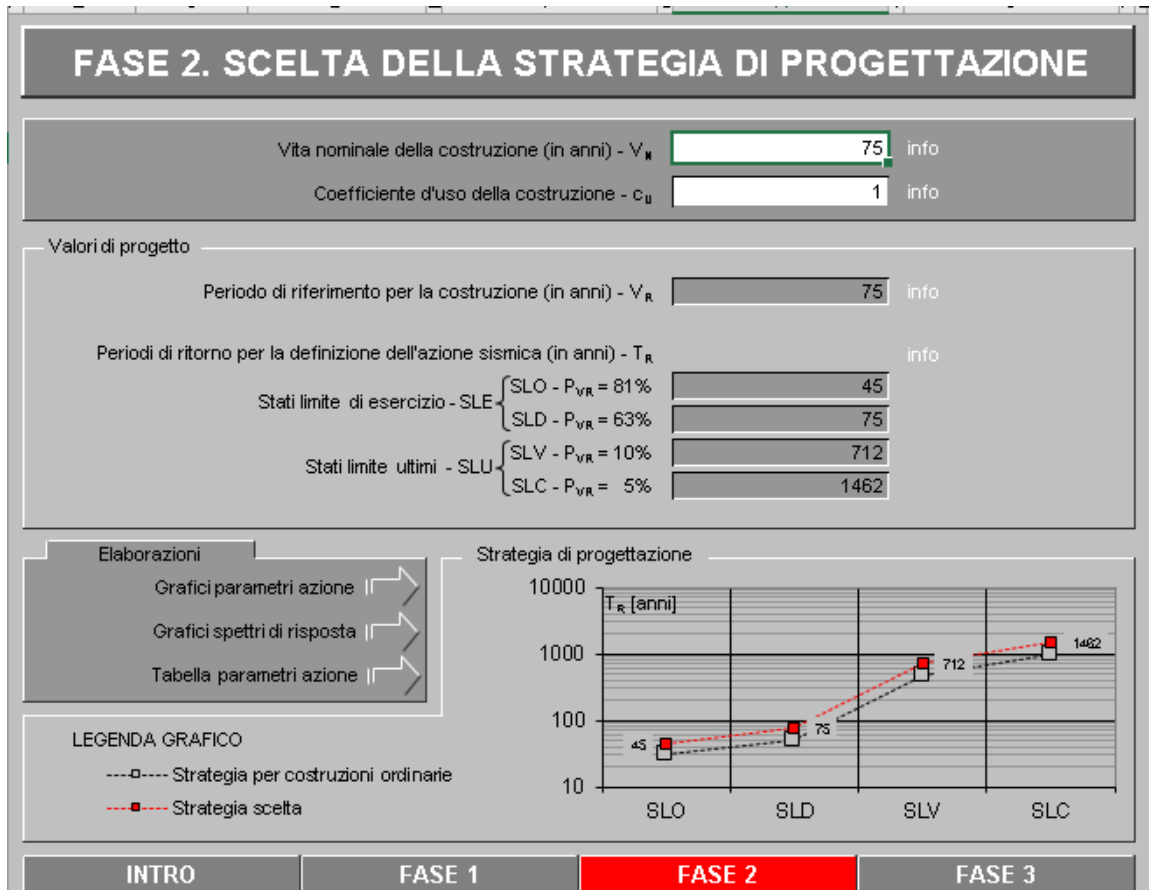 FASE 2. SCELTA DELLA STRATEGIA DI PROGETTAZIONE
Vita nominale della costruzione (in anni) - VN 75 info
Coefficiente d'uso della costruzione - cU 1 info
Valori di progetto
Periodo di riferimento per la costruzione (in anni) - VR 75 info
Periodi di ritorno per la definizione dell'azione sismica (in anni) - TR info
Stati limite di esercizio - SLE
SLO - PVR = 81% 45
SLD - PVR = 63% 75
Stati limite ultimi - SLU
SLV - PVR = 10% 712
SLC - PVR = 5% 1462
Elaborazioni
Grafici parametri azione
Grafici spettri di risposta
Tabella parametri azione
LEGENDA GRAFICO
Strategia per costruzioni ordinarie
Strategia scelta
Strategia di progettazione
TR [anni]
10000
1000
100
10
45
75
712
1462
SLO SLD SLV SLC
INTRO FASE 1 FASE 2 FASE 3